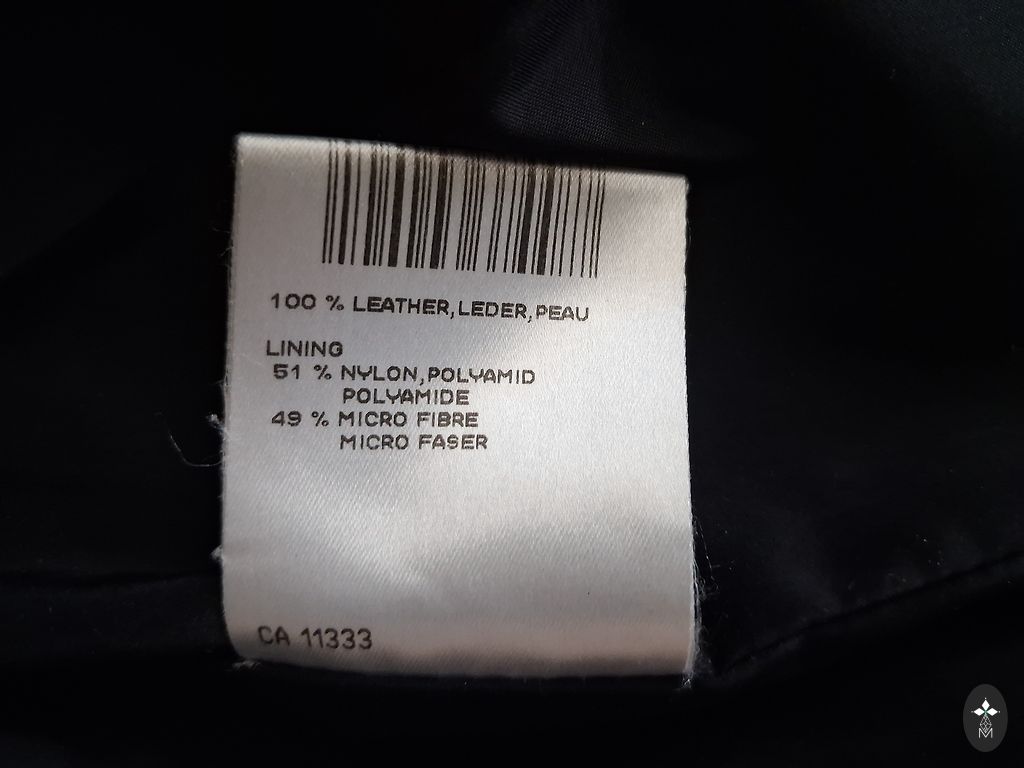 100 % LEATHER,LEDER,PEAU
LINING
51 % NYLON,POLYAMID
POLYAMIDE
49 % MICRO FIBRE
MICRO FASER
CA 11333
M